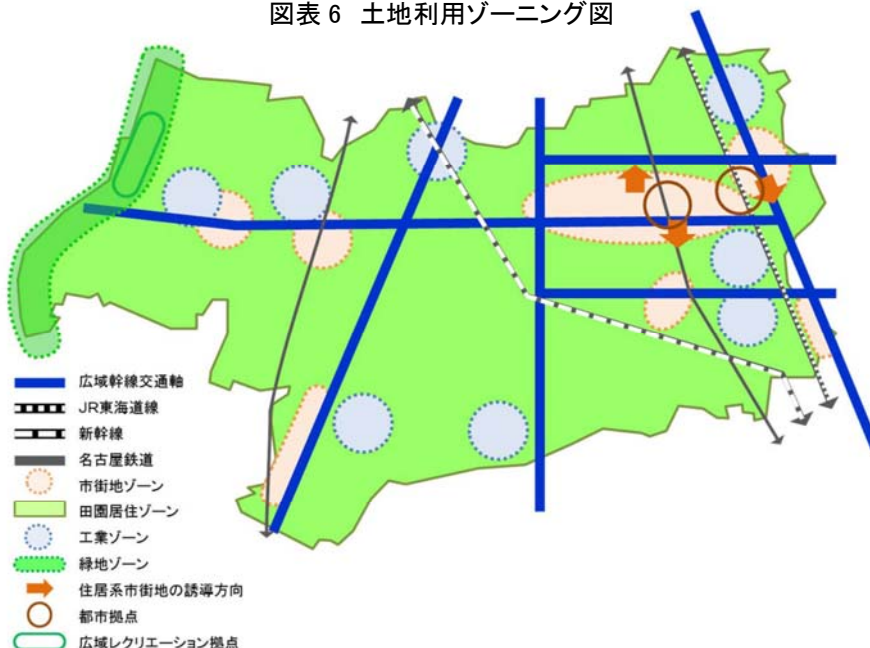 図表 6 土地利用ゾーニング図
広域幹線交通軸
JR東海道線
新幹線
名古屋鉄道
市街地ゾーン
田園居住ゾーン
工業ゾーン
緑地ゾーン
住居系市街地の誘導方向
都市拠点
広域レクリエーション拠点